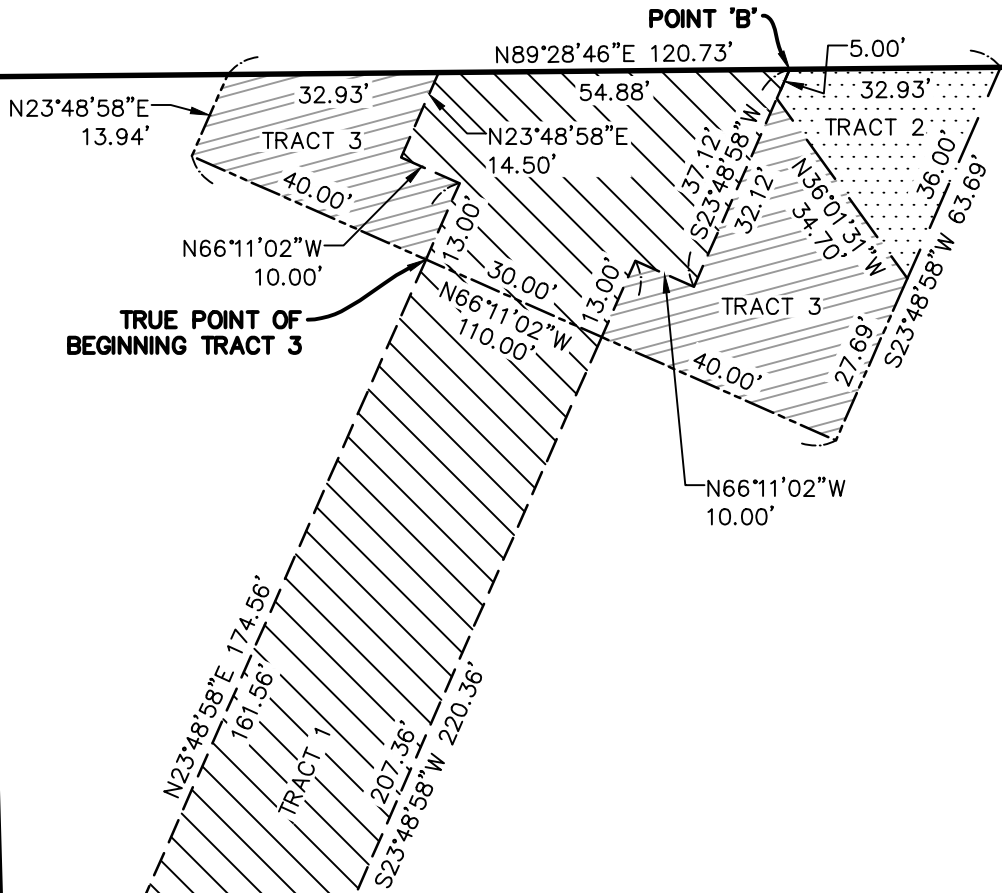 POINT 'B'
N89°28'46"E 120.73'
5.00'
N23°48'58"E
13.94'
32.93'
54.88'
32.93'
TRACT 3
N23°48'58"E
14.50'
TRACT 2
37.12'
S23°48'58"W
32.12'
N36°01'31"W
34.70'
36.00'
S23°48'58"W 63.69'
40.00'
N66°11'02"W
10.00'
13.00'
30.00'
N66°11'02"W
110.00'
13.00'
TRACT 3
TRUE POINT OF
BEGINNING TRACT 3
40.00'
27.69'
N66°11'02"W
10.00'
N23°48'58"E 174.56'
161.56'
TRACT 1
207.36'
S23°48'58"W 220.36'